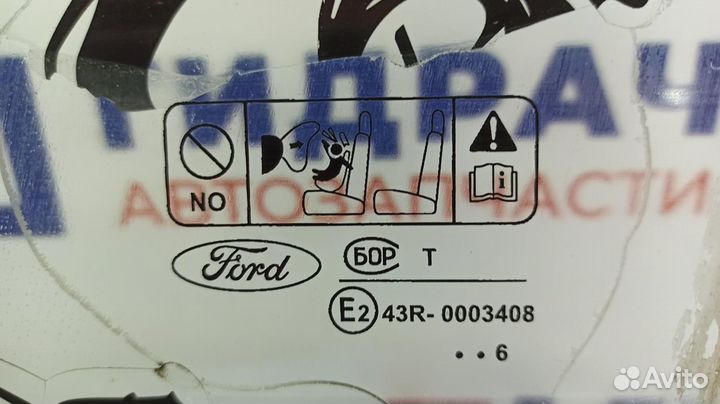 ГИДРАЧ
АВТОЗАПЧАСТИ
NO
i
Ford
БОР T
E2 43R- 0003408
• • 6
Avito